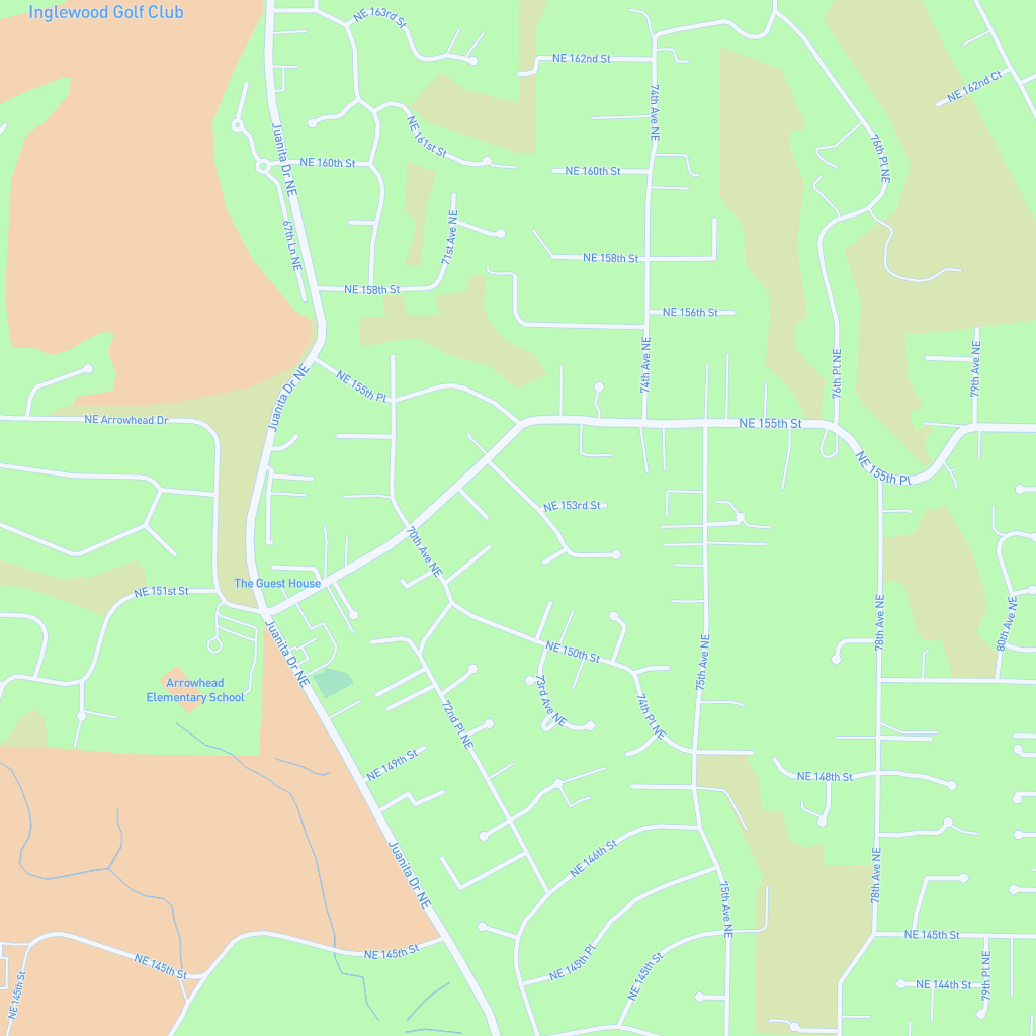 Inglewood Golf Club
NE 163rd St
NE 162nd St
NE 162nd Ct
74th Ave NE
Juanita Dr NE
NE 161st St
76th Pl NE
NE 160th St
NE 160th St
67th Ln NE
71st Ave NE
NE 158th St
NE 158th St
NE 156th St
74th Ave NE
76th Pl NE
79th Ave NE
Juanita Dr NE
NE 155th Pl
NE Arrowhead Dr
NE 155th St
NE 155th Pl
NE 153rd St
70th Ave NE
The Guest House
NE 151st St
78th Ave NE
80th Ave NE
Juanita Dr NE
NE 150th St
75th Ave NE
Arrowhead
Elementary School
73rd Ave NE
74th Pl NE
72nd Pl NE
NE 149th St
NE 148th St
NE 146th St
Juanita Dr NE
78th Ave NE
75th Ave NE
NE 145th St
NE 145th St
NE 145th St
NE 145th Pl
NE 145th St
NE 145th St
NE 144th St
79th Pl NE